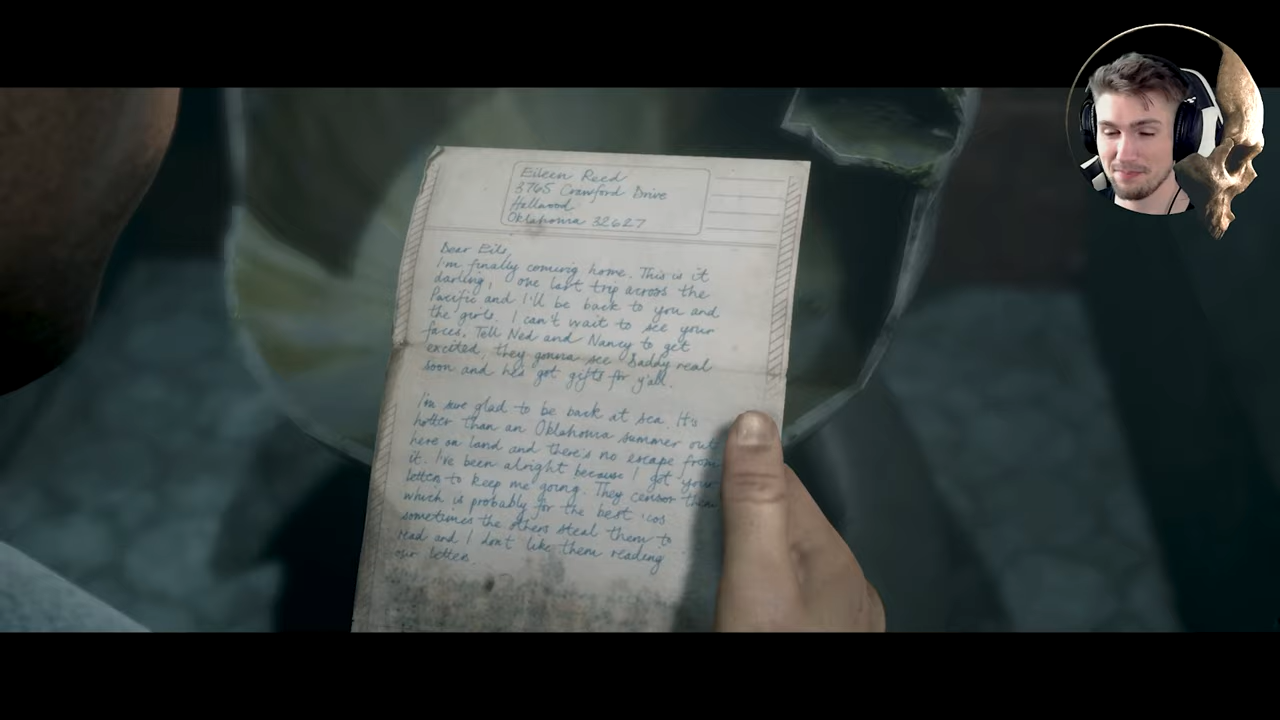 Eileen Reed
3765 Crawford Drive
Hallwood
Oklahoma 32627
Dear Eils,
I'm finally coming home. This is it
darling, one last trip across the
Pacific and I'll be back to you and
the girls. I can't wait to see your
faces. Tell Ned and Nancy to get
excited, they gonna see Daddy real
soon and he's got gifts for y'all.
I'm sure glad to be back at sea. It's
hotter than an Oklahoma summer out
here on land and there's no escape from
it. I've been alright because I got your
letters to keep me going. They censor them
which is probably for the best 'cos
sometimes the others steal them to
read and I don't like them reading
our letters.